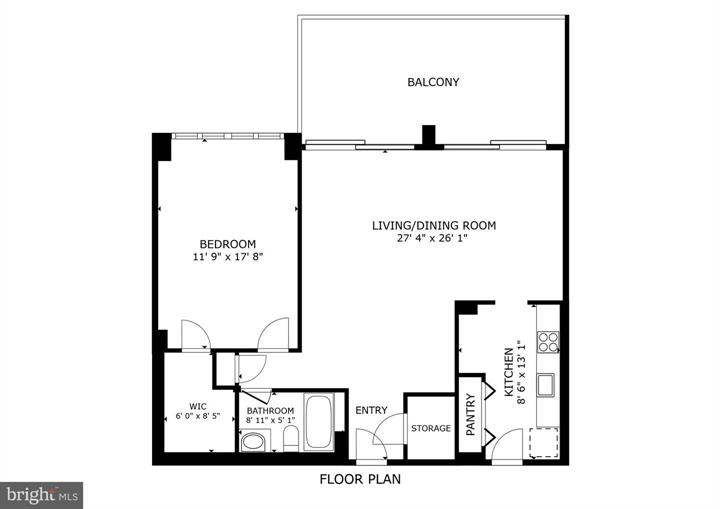 BALCONY
LIVING/DINING ROOM
27' 4" x 26' 1"
BEDROOM
11' 9" x 17' 8"
KITCHEN
8' 6" x 13' 1"
WIC
6' 0" x 8' 5"
BATHROOM
8' 11" x 5' 1"
ENTRY
STORAGE
PANTRY
FLOOR PLAN
bright MLS